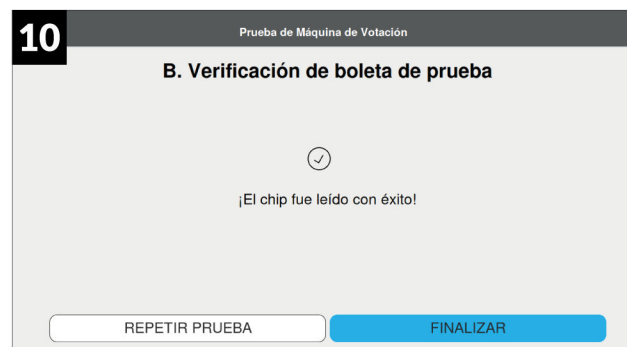 10
Prueba de Máquina de Votación
B. Verificación de boleta de prueba
¡El chip fue leído con éxito!
REPETIR PRUEBA
FINALIZAR